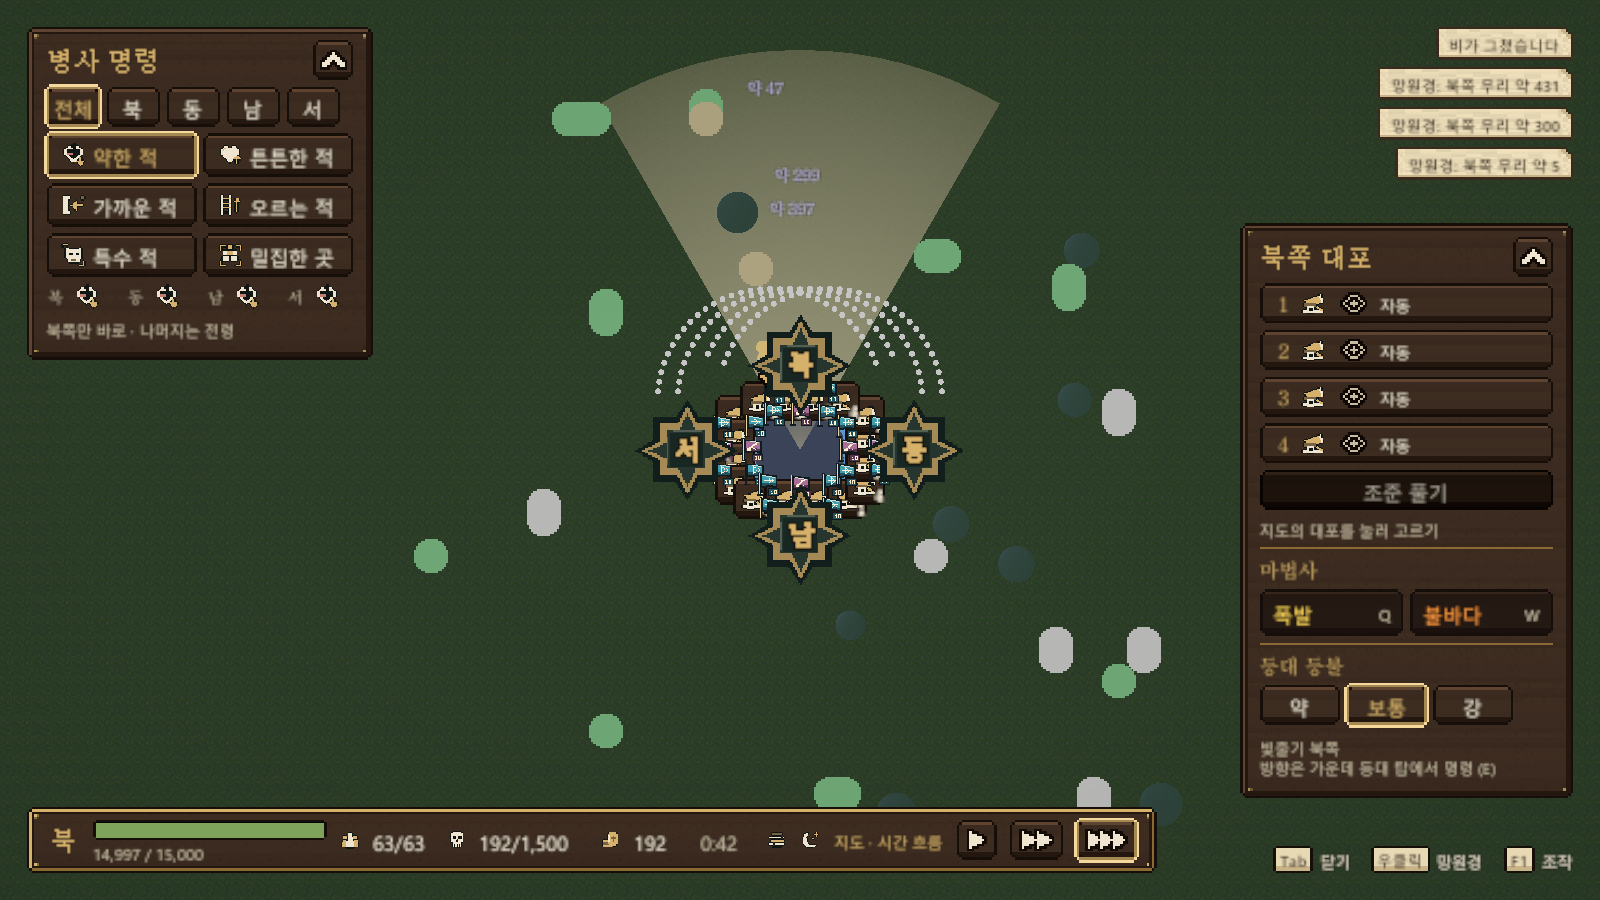 병사 명령
전체 북 동 남 서
약한 적 튼튼한 적
가까운 적 오르는 적
특수 적 밀집한 곳
북 동 남 서
북쪽만 바로 · 나머지는 전령
약 47
약 397
북
서
동
남
비가 그쳤습니다
망원경: 북쪽 무리 약 431
망원경: 북쪽 무리 약 300
망원경: 북쪽 무리 약 5
북쪽 대포
1 자동
2 자동
3 자동
4 자동
조준 풀기
지도의 대포를 눌러 고르기
마법사
폭발 Q 불바다 W
등대 등불
약 보통 강
빛줄기 북쪽
방향은 가운데 등대 탑에서 명령 (E)
북 14,997 / 15,000 63/63 192/1,500 192 0:42 지도 · 시간 흐름
Tab 닫기 우클릭 망원경 F1 조작